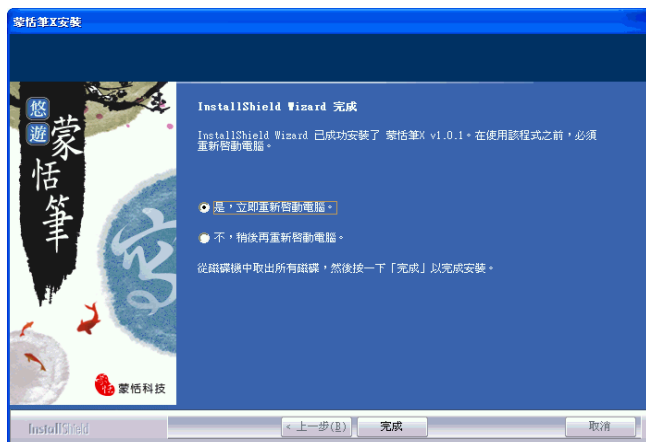 蒙恬筆X安裝
悠遊
蒙恬筆
寫
蒙恬科技
InstallShield Wizard 完成
InstallShield Wizard 已成功安裝了 蒙恬筆X v1.0.1。在使用該程式之前，必須
重新啓動電腦。
是，立即重新啓動電腦。
不，稍後再重新啓動電腦。
從磁碟機中取出所有磁碟，然後按一下「完成」以完成安裝。
InstallShield
< 上一步(B)
完成
取消